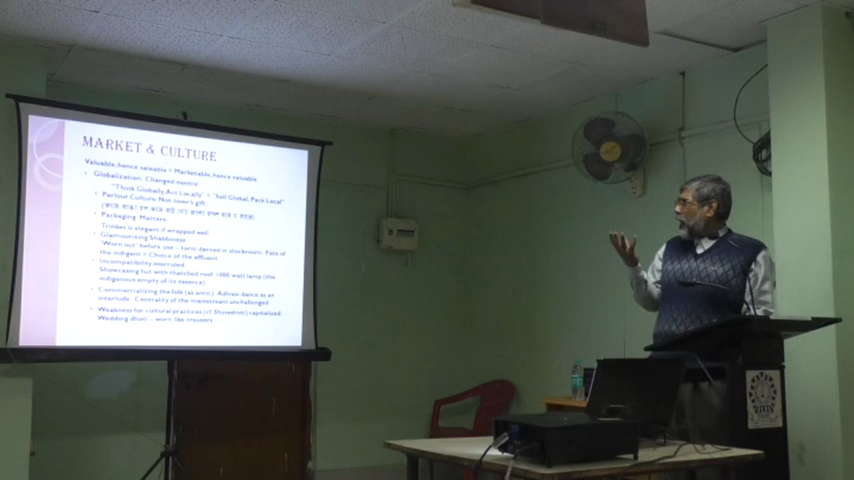 MARKET & CULTURE
Valuable, hence saleable > Marketable, hence valuable
Globalization: Changed mantra:
"Think Globally, Act Locally" > "Sell Global, Pack Local"
Parlour Culture: Not lover's gift
Packaging Matters
Trinket is elegant if wrapped well
Glamourizing Shabbiness
'Worn out' before use – torn/ darned in stockroom: Fate of
the indigent > Choice of the affluent
Incompatibility overruled
Showcasing hut with thatched roof: 1000 watt lamp (the
indigenous empty of its essence)
Commercializing the folk (as antic): Adivasi dance as an
interlude: Centrality of the mainstream unchallenged
Weakness for cultural practices (cf. ) capitalized:
Wedding dhoti – worn like trousers